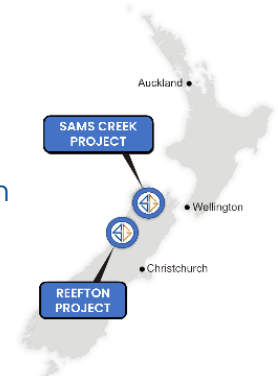 Auckland
SAMS CREEK
PROJECT
n
Wellington
Christchurch
REEFTON
PROJECT